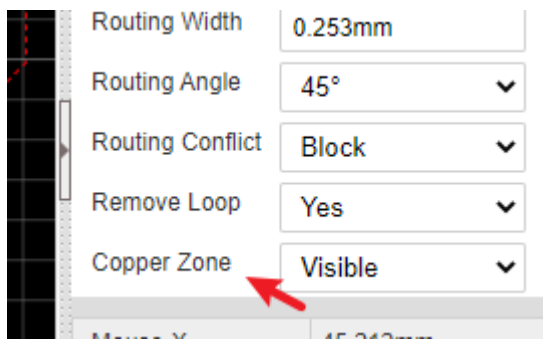 Routing Width 0.253mm
Routing Angle 45°
Routing Conflict Block
Remove Loop Yes
Copper Zone Visible